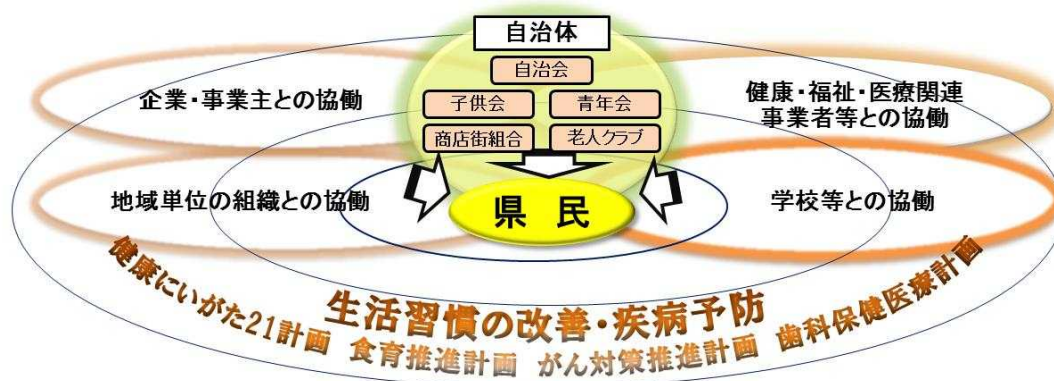 自治体
自治会
子供会
青年会
商店街組合
老人クラブ
企業・事業主との協働
健康・福祉・医療関連
事業者等との協働
地域単位の組織との協働
学校等との協働
県 民
生活習慣の改善・疾病予防
健康にいがた21計画 食育推進計画 がん対策推進計画 歯科保健医療計画